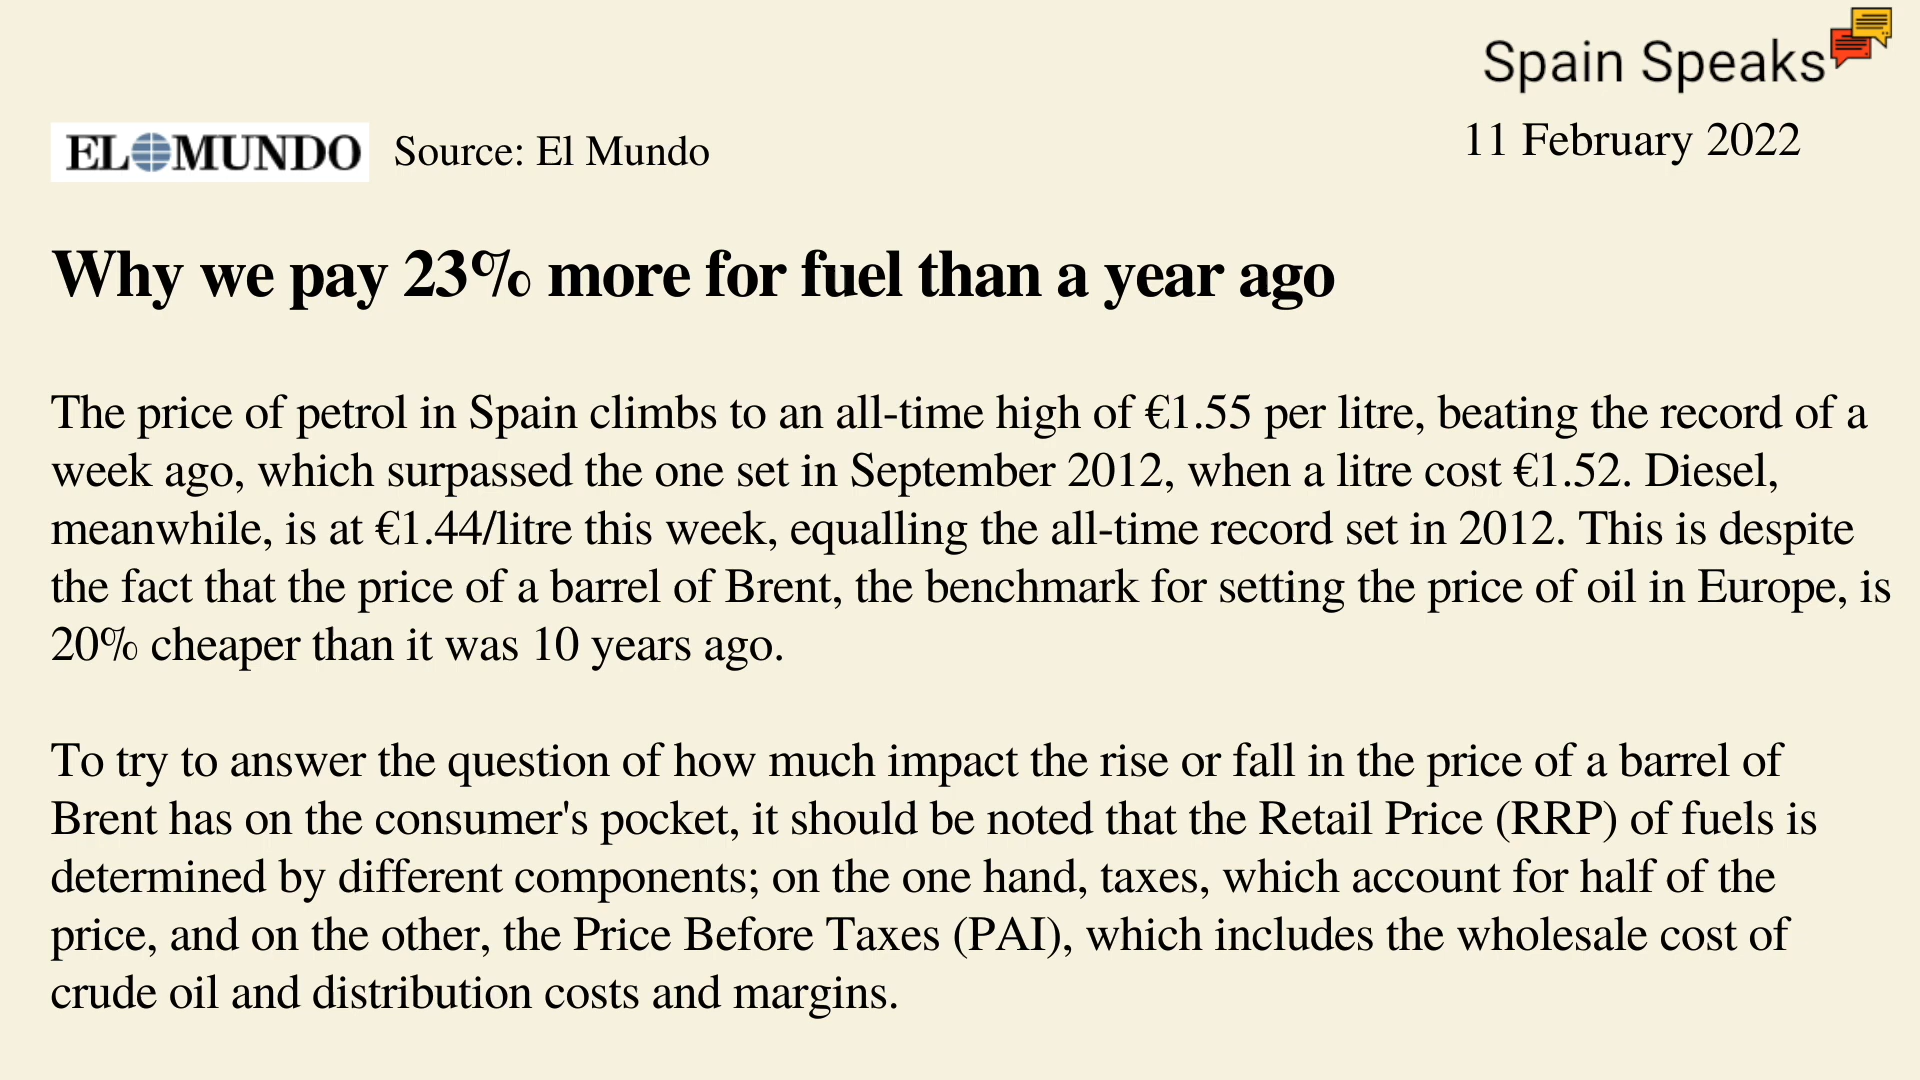 Spain Speaks
EL MUNDO Source: El Mundo
11 February 2022
Why we pay 23% more for fuel than a year ago
The price of petrol in Spain climbs to an all-time high of €1.55 per litre, beating the record of a
week ago, which surpassed the one set in September 2012, when a litre cost €1.52. Diesel,
meanwhile, is at €1.44/litre this week, equalling the all-time record set in 2012. This is despite
the fact that the price of a barrel of Brent, the benchmark for setting the price of oil in Europe, is
20% cheaper than it was 10 years ago.
To try to answer the question of how much impact the rise or fall in the price of a barrel of
Brent has on the consumer's pocket, it should be noted that the Retail Price (RRP) of fuels is
determined by different components; on the one hand, taxes, which account for half of the
price, and on the other, the Price Before Taxes (PAI), which includes the wholesale cost of
crude oil and distribution costs and margins.